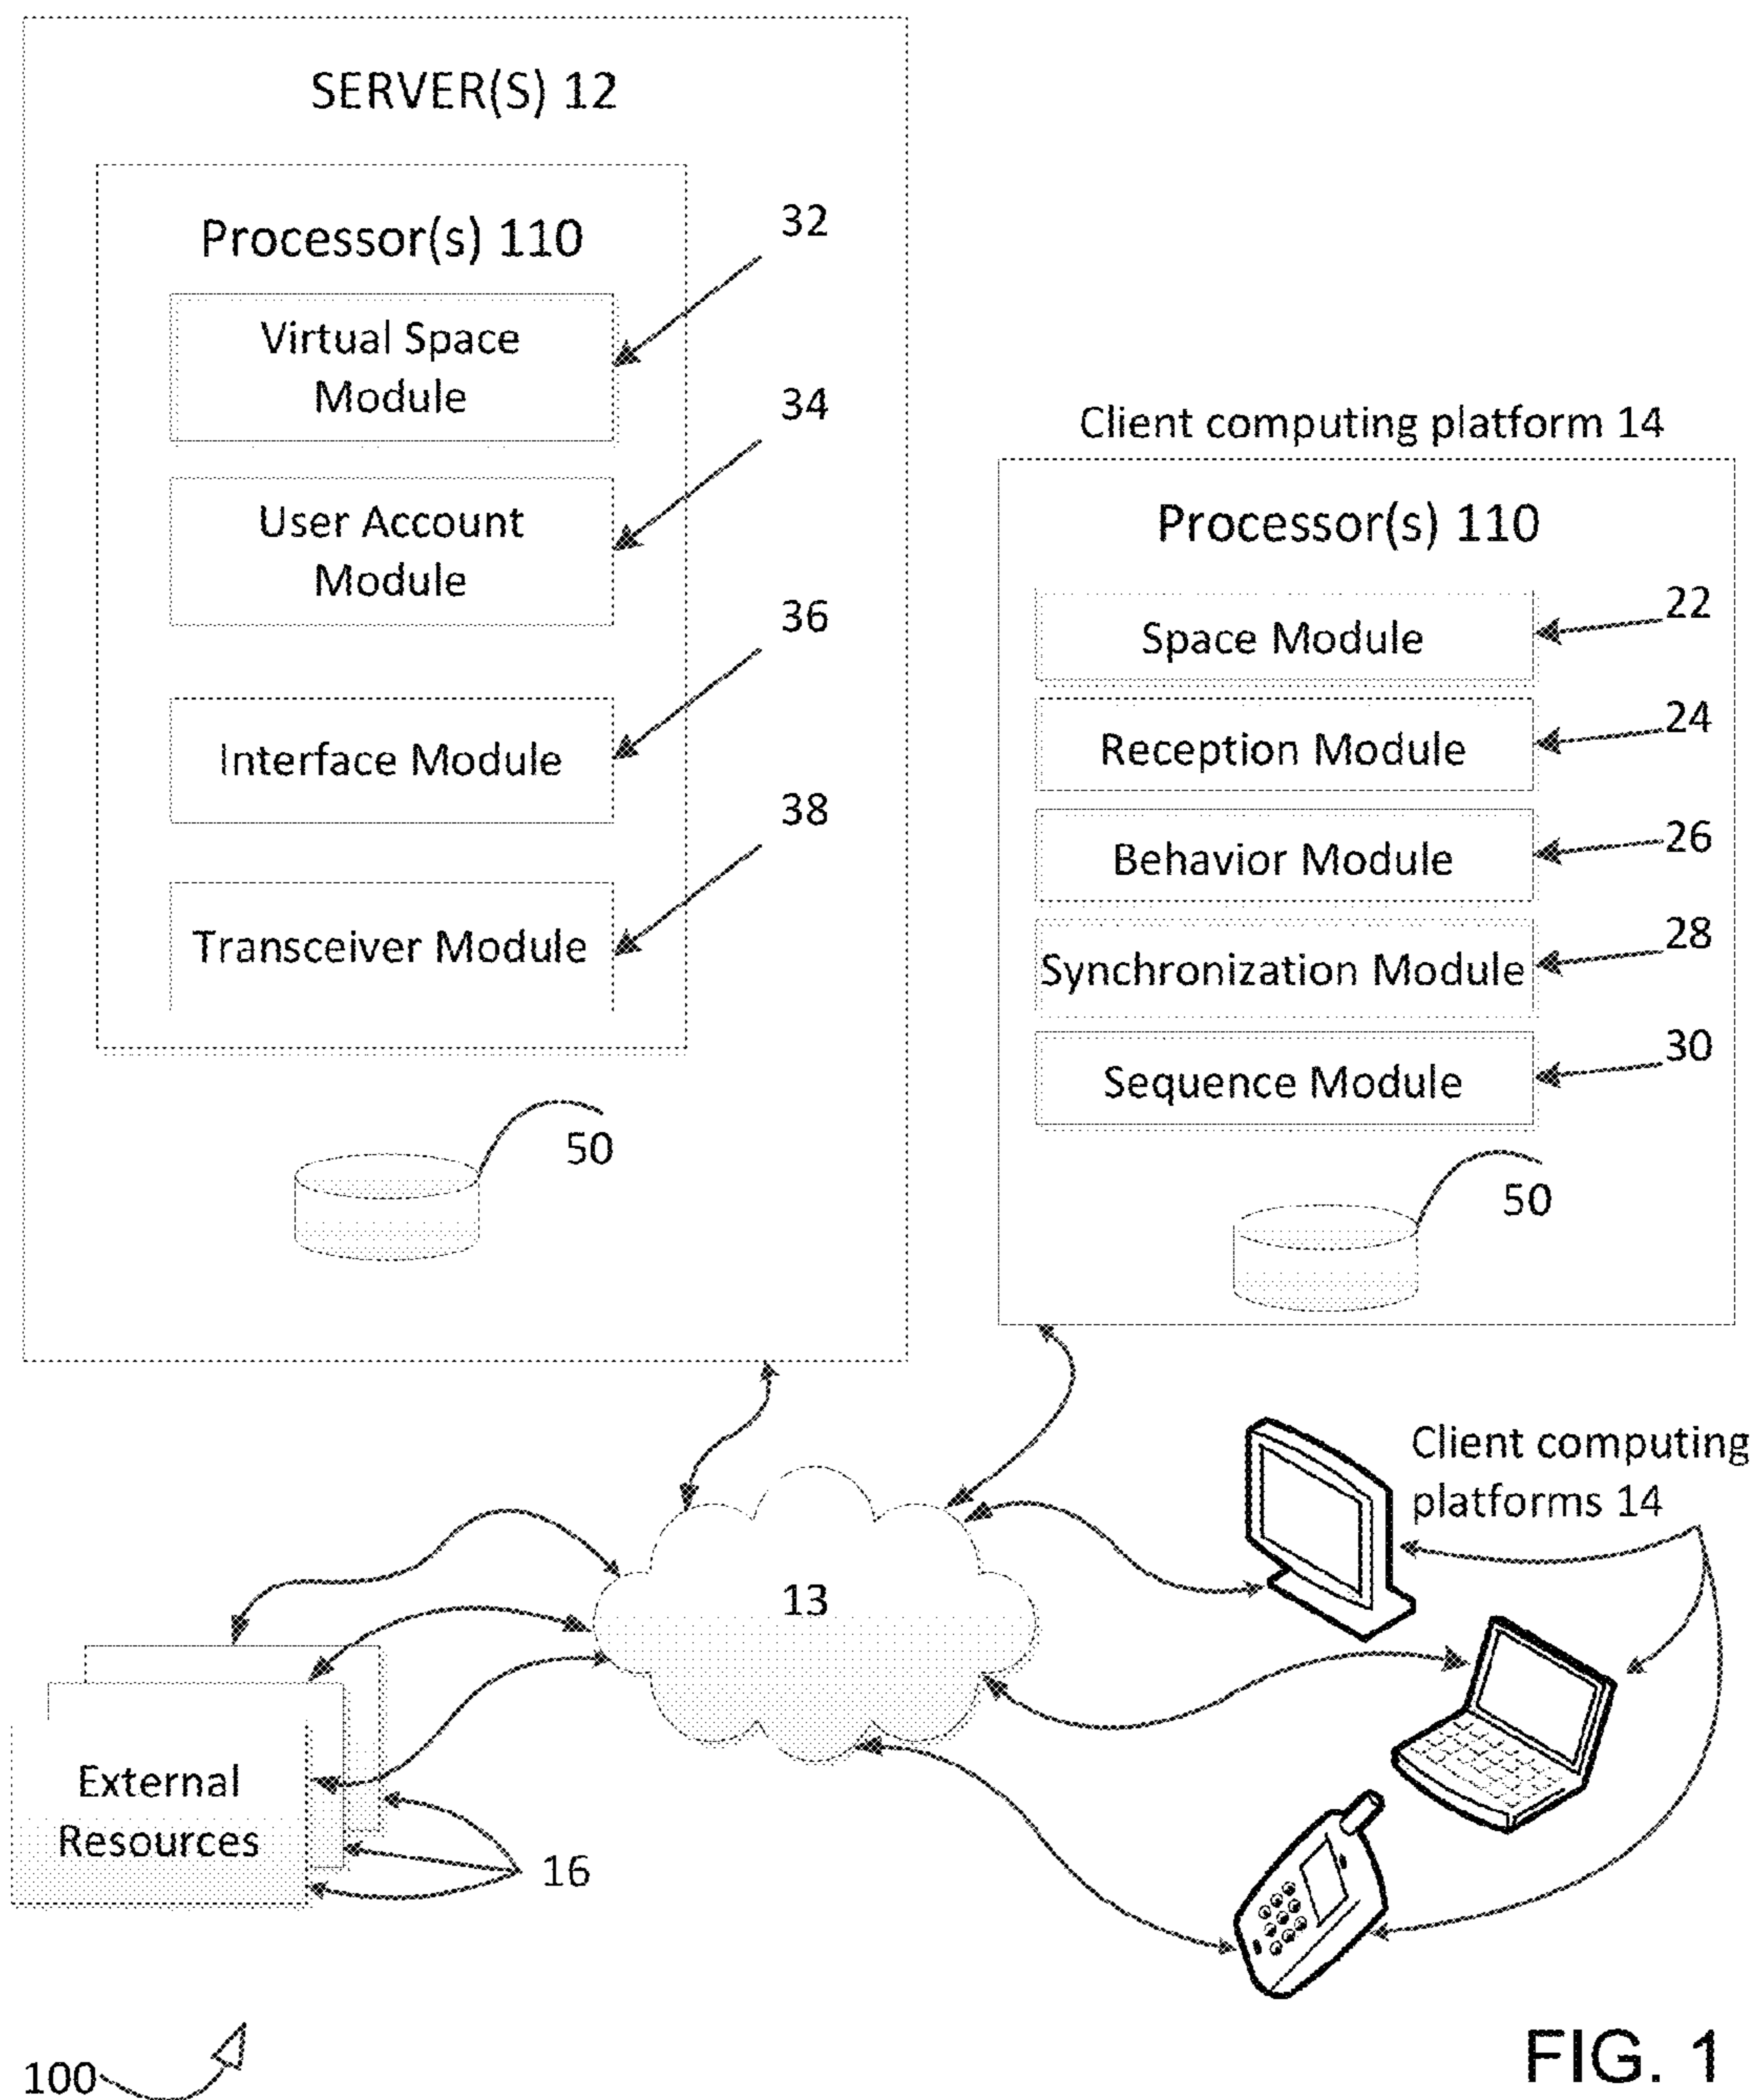 SERVER(S) 12
Processor(s) 110
Virtual Space
Module
32
User Account
Module
34
Interface Module
36
Transceiver Module
38
50
Client computing platform 14
Processor(s) 110
Space Module
22
Reception Module
24
Behavior Module
26
Synchronization Module
28
Sequence Module
30
50
Client computing
platforms 14
13
External
Resources
16
100
FIG. 1